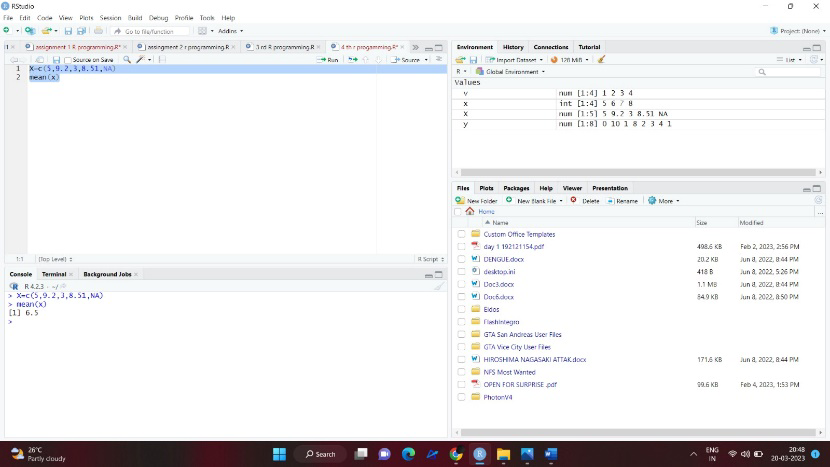 RStudio
File Edit Code View Plots Session Build Debug Profile Tools Help
Go to file/function Addins Project: (None)
assignment 1 R programming.R* assingment 2 r programming.R 3 rd R programming.R 4 th r progamming.R*
Source on Save Run Source
1 X=c(5,9.2,3,8.51,NA)
2 mean(x)
1:1 (Top Level) R Script
Console Terminal Background Jobs
R 4.2.3 · ~/
> X=c(5,9.2,3,8.51,NA)
> mean(x)
[1] 6.5
>
Environment History Connections Tutorial
Import Dataset 126 MiB List
R Global Environment
Values
v num [1:4] 1 2 3 4
x int [1:4] 5 6 7 8
X num [1:5] 5 9.2 3 8.51 NA
y num [1:8] 0 10 1 8 2 3 4 1
Files Plots Packages Help Viewer Presentation
New Folder New Blank File Delete Rename More
Home ...
Name Size Modified
Custom Office Templates
day 1 192121154.pdf 498.6 KB Feb 2, 2023, 2:56 PM
DENGUE.docx 20.2 KB Jun 8, 2022, 8:44 PM
desktop.ini 418 B Jun 8, 2022, 5:26 PM
Doc3.docx 1.1 MB Jun 8, 2022, 8:44 PM
Doc6.docx 84.9 KB Jun 8, 2022, 8:50 PM
Eidos
FlashIntegro
GTA San Andreas User Files
GTA Vice City User Files
HIROSHIMA NAGASAKI ATTAK.docx 171.6 KB Jun 8, 2022, 8:44 PM
NFS Most Wanted
OPEN FOR SURPRISE .pdf 99.6 KB Feb 4, 2023, 1:53 PM
PhotonV4
26°C
Partly cloudy
Search
ENG
IN
20:48
20-03-2023